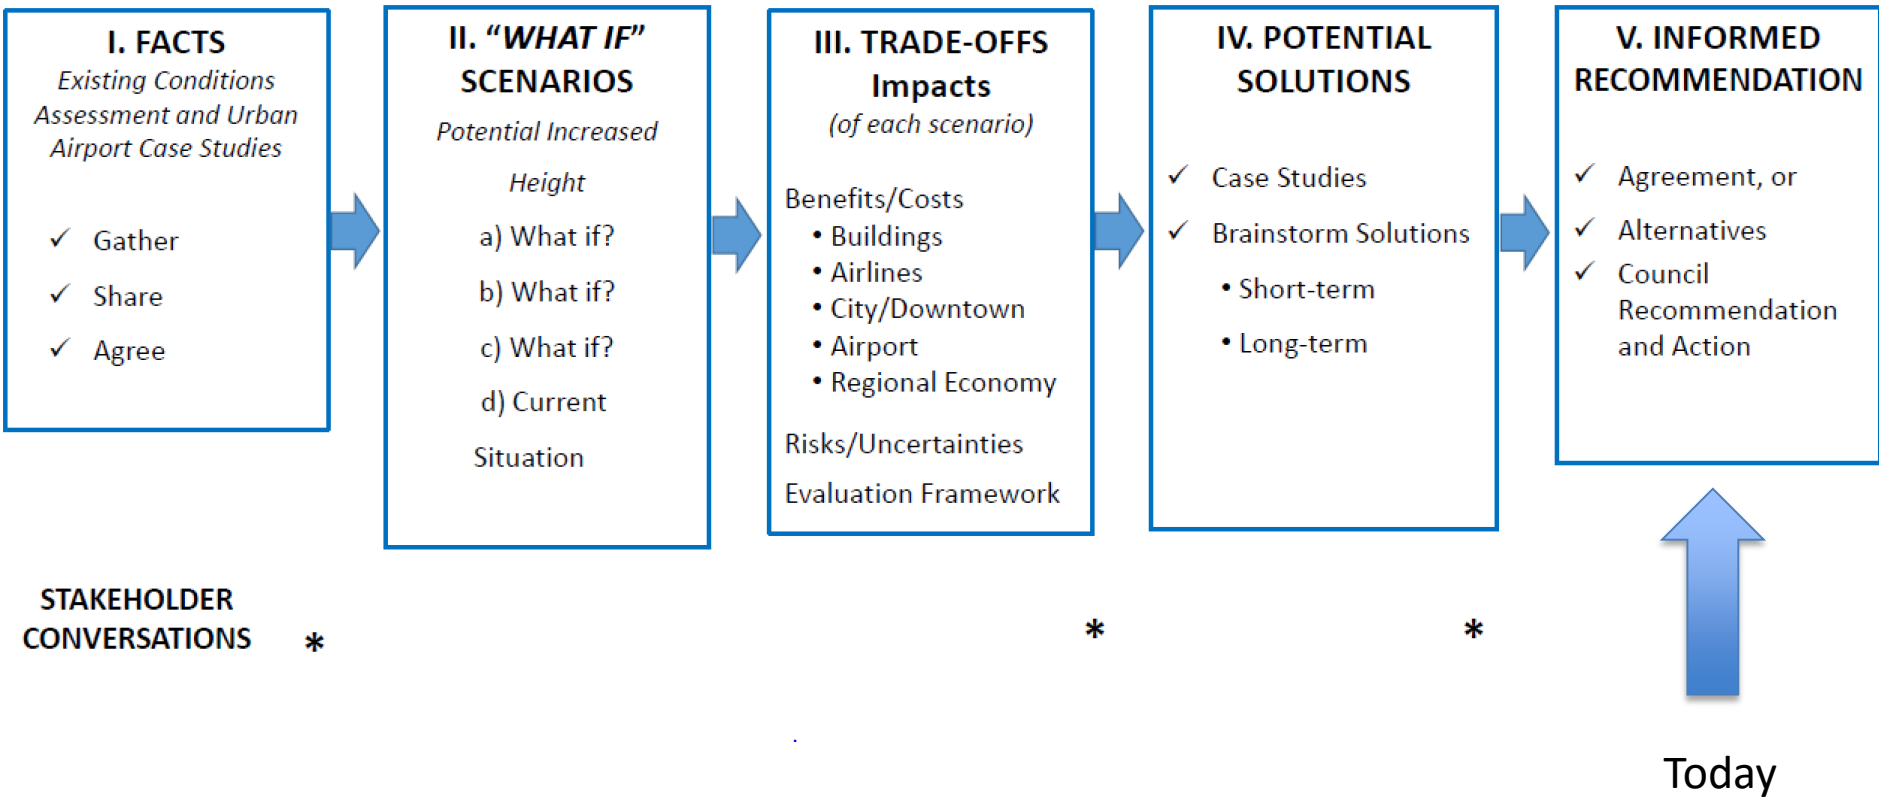 I. FACTS
Existing Conditions
Assessment and Urban
Airport Case Studies
✓ Gather
✓ Share
✓ Agree
II. “WHAT IF”
SCENARIOS
Potential Increased
Height
a) What if?
b) What if?
c) What if?
d) Current
Situation
III. TRADE-OFFS
Impacts
(of each scenario)
Benefits/Costs
• Buildings
• Airlines
• City/Downtown
• Airport
• Regional Economy
Risks/Uncertainties
Evaluation Framework
IV. POTENTIAL
SOLUTIONS
✓ Case Studies
✓ Brainstorm Solutions
• Short-term
• Long-term
V. INFORMED
RECOMMENDATION
✓ Agreement, or
✓ Alternatives
✓ Council
Recommendation
and Action
STAKEHOLDER
CONVERSATIONS *
*
*
Today